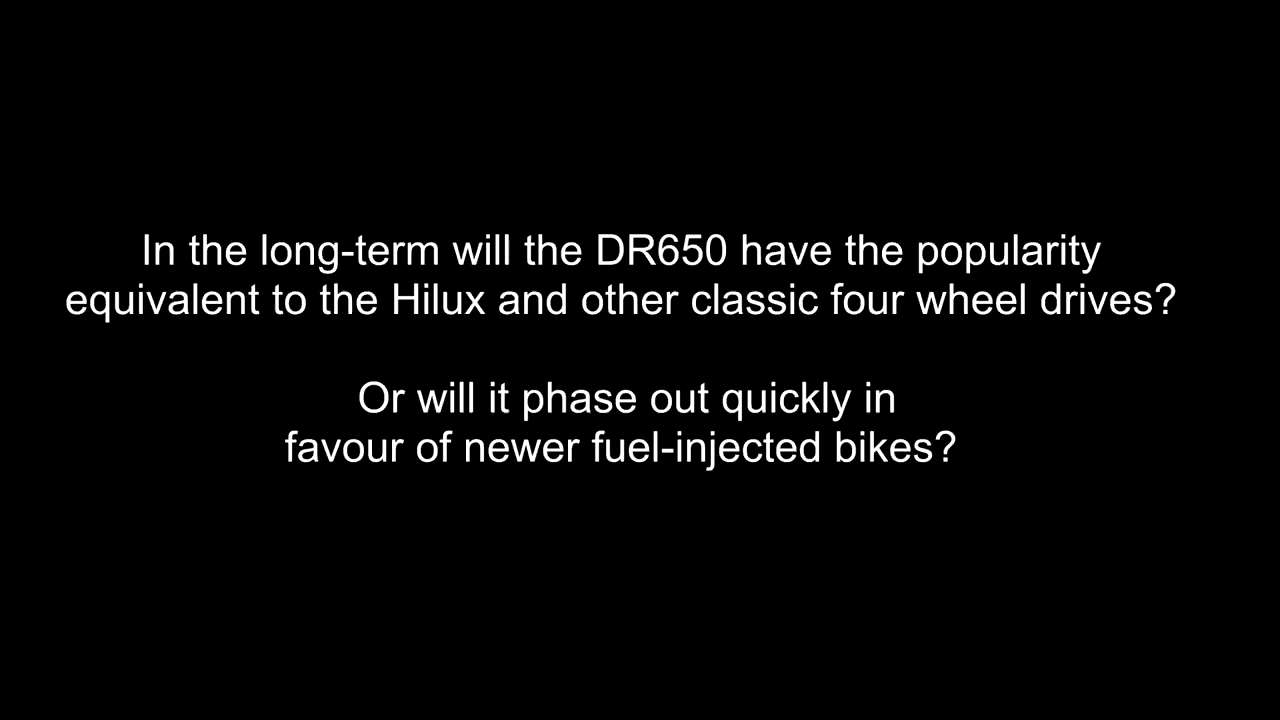 In the long-term will the DR650 have the popularity
equivalent to the Hilux and other classic four wheel drives?
Or will it phase out quickly in
favour of newer fuel-injected bikes?